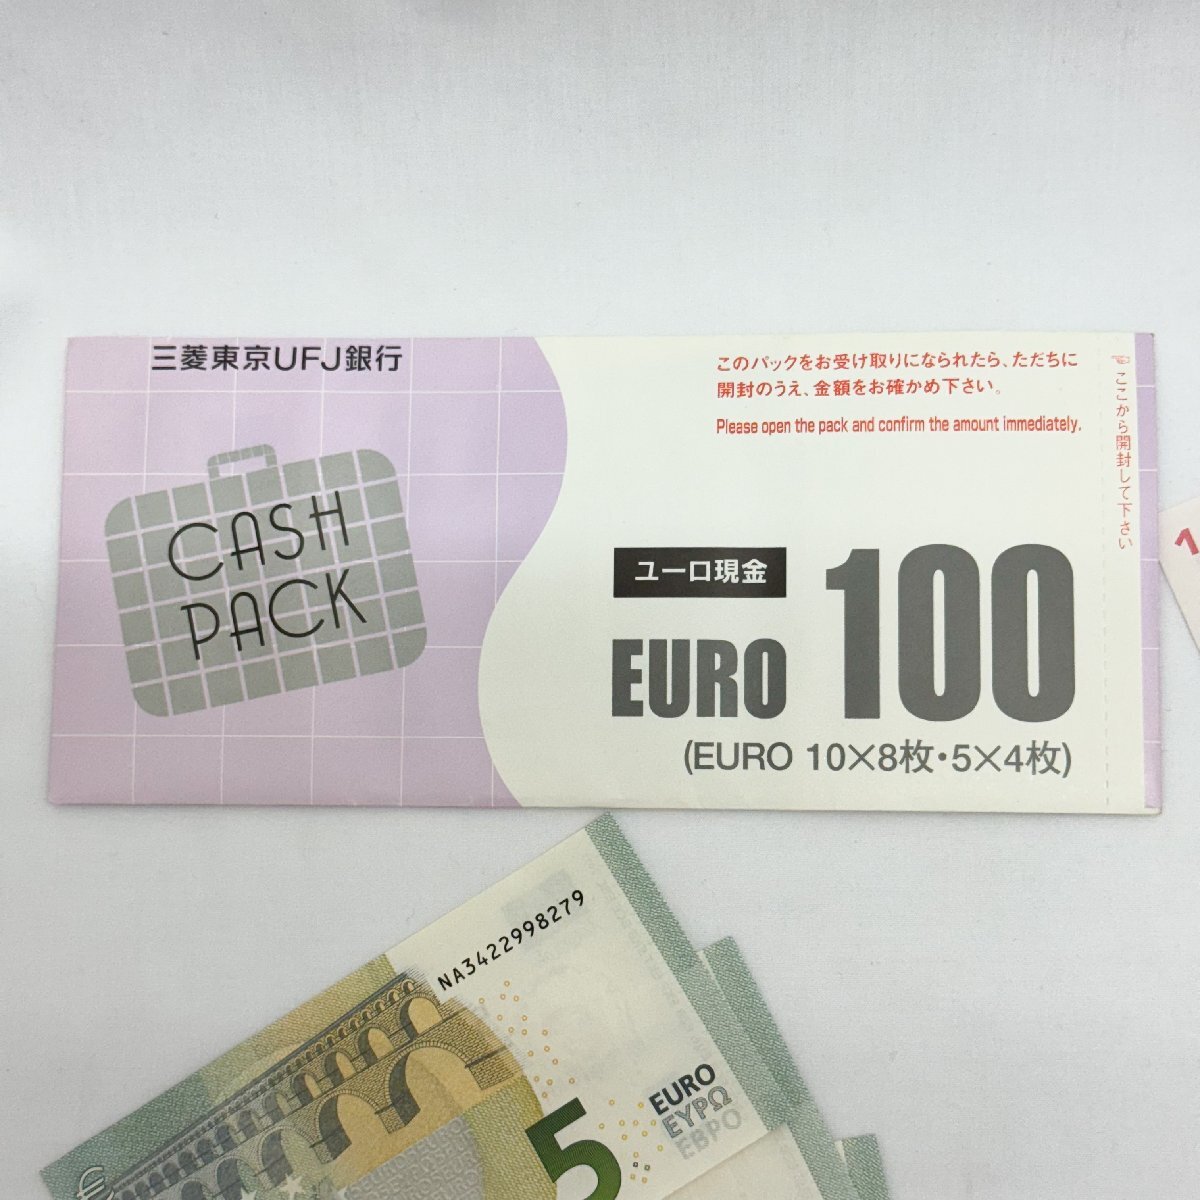 三菱東京UFJ銀行
CASH
PACK
このパックをお受け取りになられたら、ただちに
開封のうえ、金額をお確かめ下さい。
Please open the pack and confirm the amount immediately.
ユーロ現金
EURO 100
(EURO 10×8枚・5×4枚)
☜ここから開封して下さい
1
NA3422998279
EURO
ΕΥΡΩ
ЕВРО
5
€